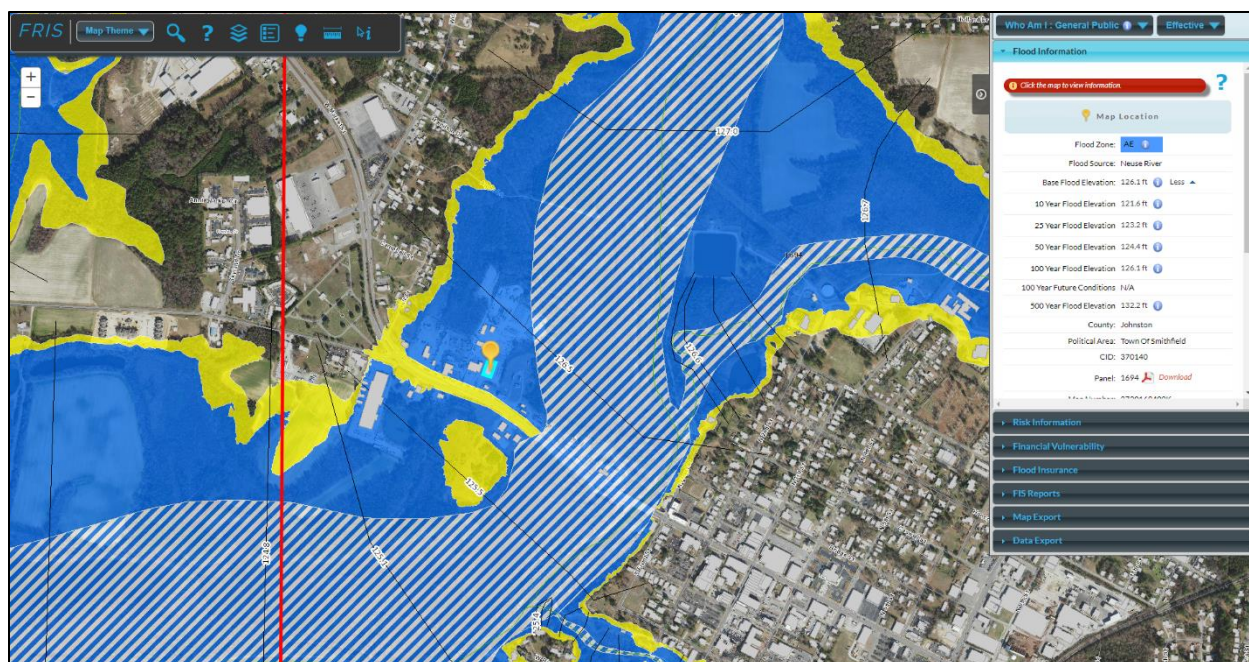 FRIS
Map Theme
?
i
+
−
127.0
126.7
126.6
126.5
125.5
125.1
124.8
Who Am I : General Public
Effective
Flood Information
Click the map to view information.
?
Map Location
Flood Zone: AE
Flood Source: Neuse River
Base Flood Elevation: 126.1 ft Less
10 Year Flood Elevation 121.6 ft
25 Year Flood Elevation 123.2 ft
50 Year Flood Elevation 124.4 ft
100 Year Flood Elevation 126.1 ft
100 Year Future Conditions N/A
500 Year Flood Elevation 132.2 ft
County: Johnston
Political Area: Town Of Smithfield
CID: 370140
Panel: 1694 Download
Risk Information
Financial Vulnerability
Flood Insurance
FIS Reports
Map Export
Data Export